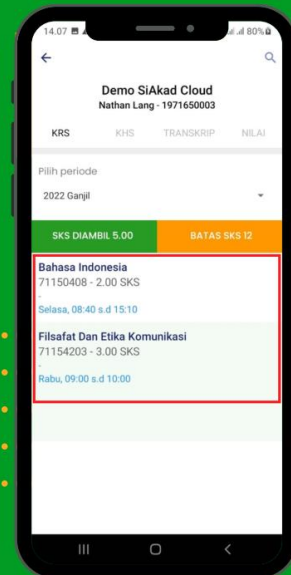 14.07
80%
Demo SiAkad Cloud
Nathan Lang - 1971650003
KRS KHS TRANSKRIP NILAI
Pilih periode
2022 Ganjil
SKS DIAMBIL 5.00 BATAS SKS 12
Bahasa Indonesia
71150408 - 2.00 SKS
-
Selasa, 08:40 s.d 15:10
Filsafat Dan Etika Komunikasi
71154203 - 3.00 SKS
-
Rabu, 09:00 s.d 10:00